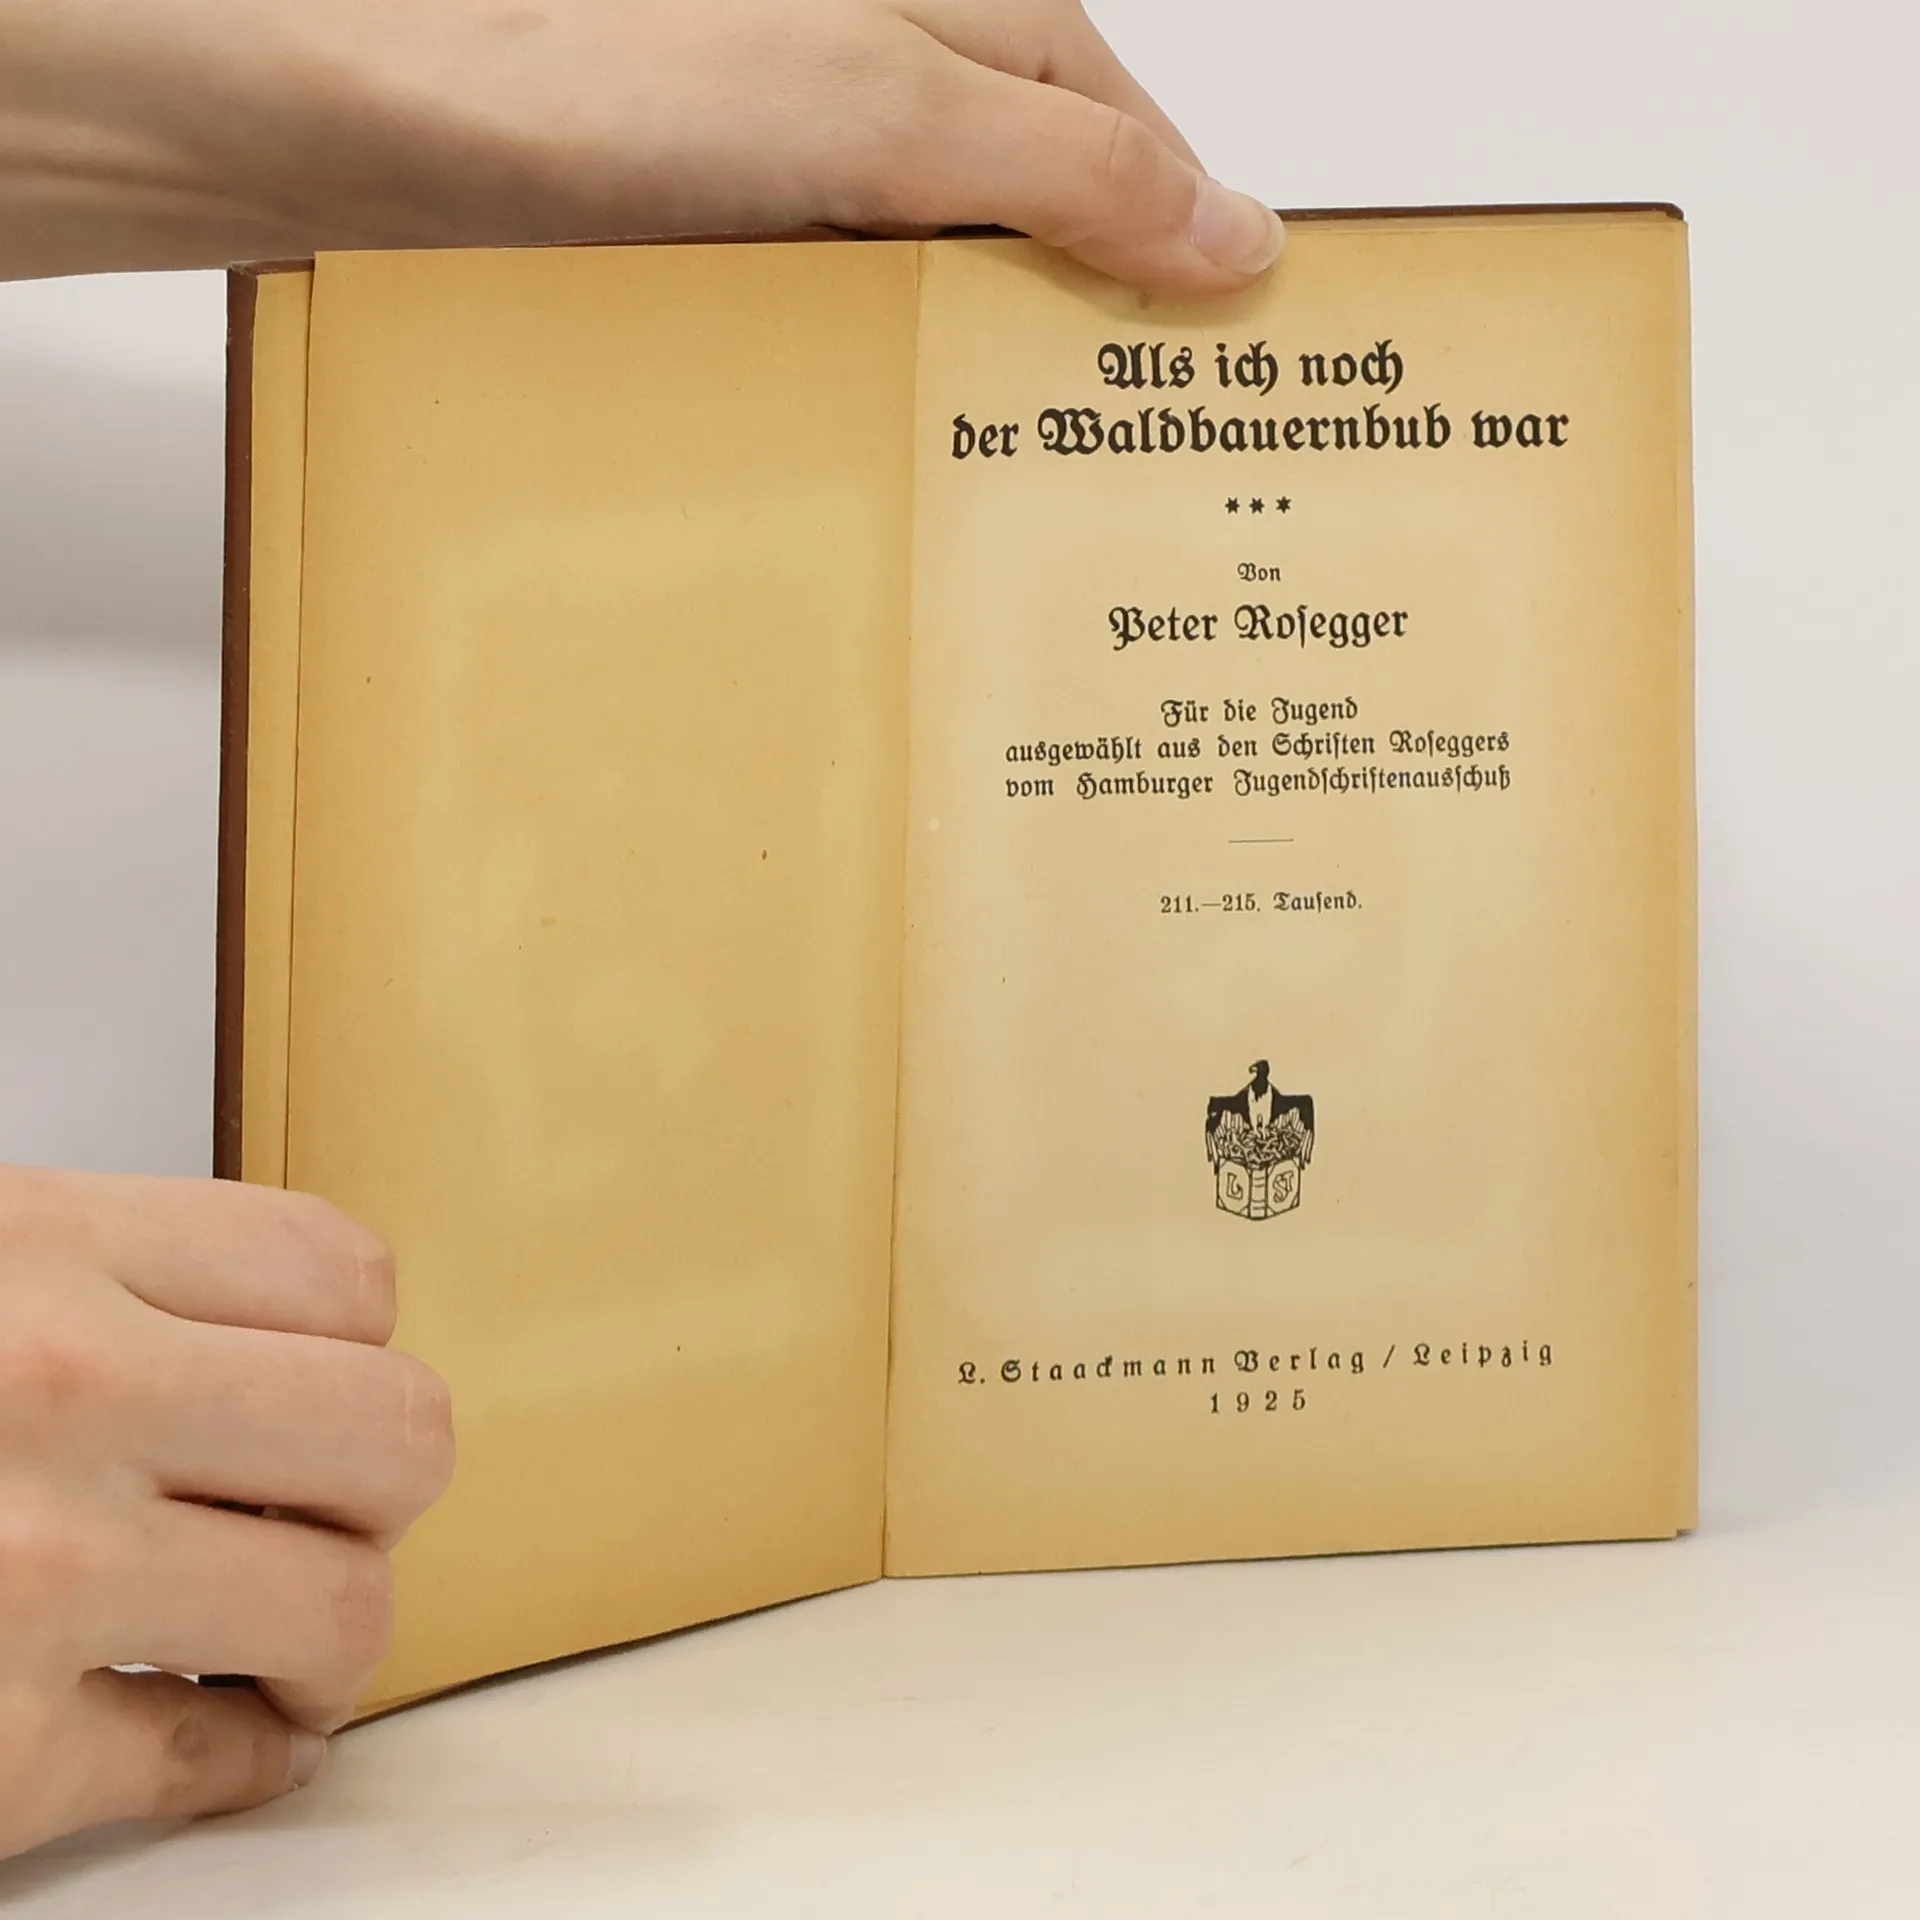 Als ich noch
der Waldbauernbub war
***
Von
Peter Roſegger
Für die Jugend
ausgewählt aus den Schriften Roſeggers
vom Hamburger Jugendſchriftenausſchuß
211.—215. Tauſend.
L ST
L. Staackmann Verlag / Leipzig
1925